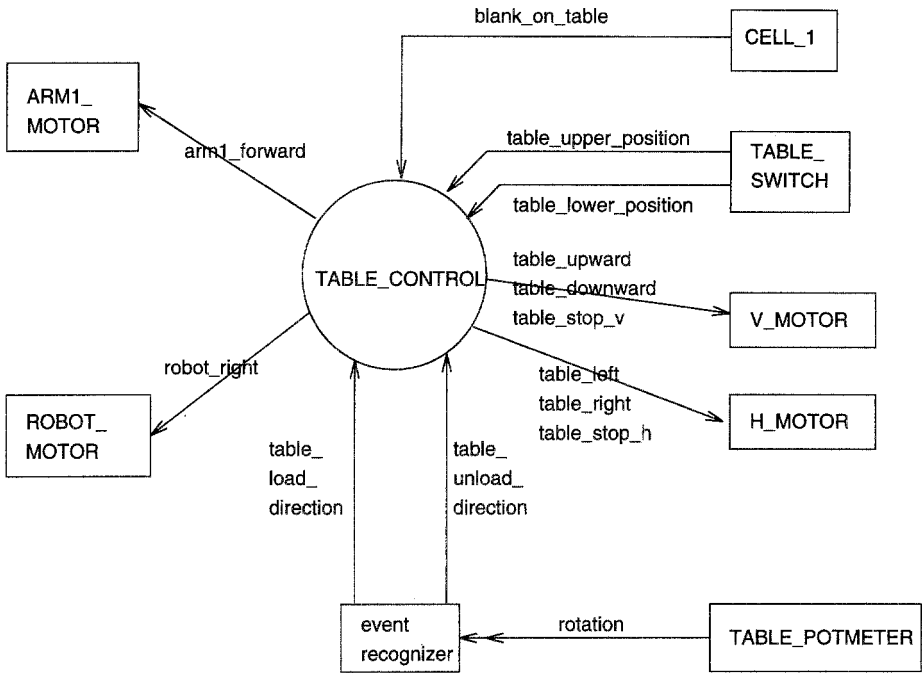 blank_on_table
CELL_1
ARM1_
MOTOR
arm1_forward
table_upper_position
TABLE_
SWITCH
table_lower_position
TABLE_CONTROL
table_upward
table_downward
table_stop_v
V_MOTOR
robot_right
table_left
table_right
table_stop_h
H_MOTOR
ROBOT_
MOTOR
table_
load_
direction
table_
unload_
direction
event
recognizer
rotation
TABLE_POTMETER